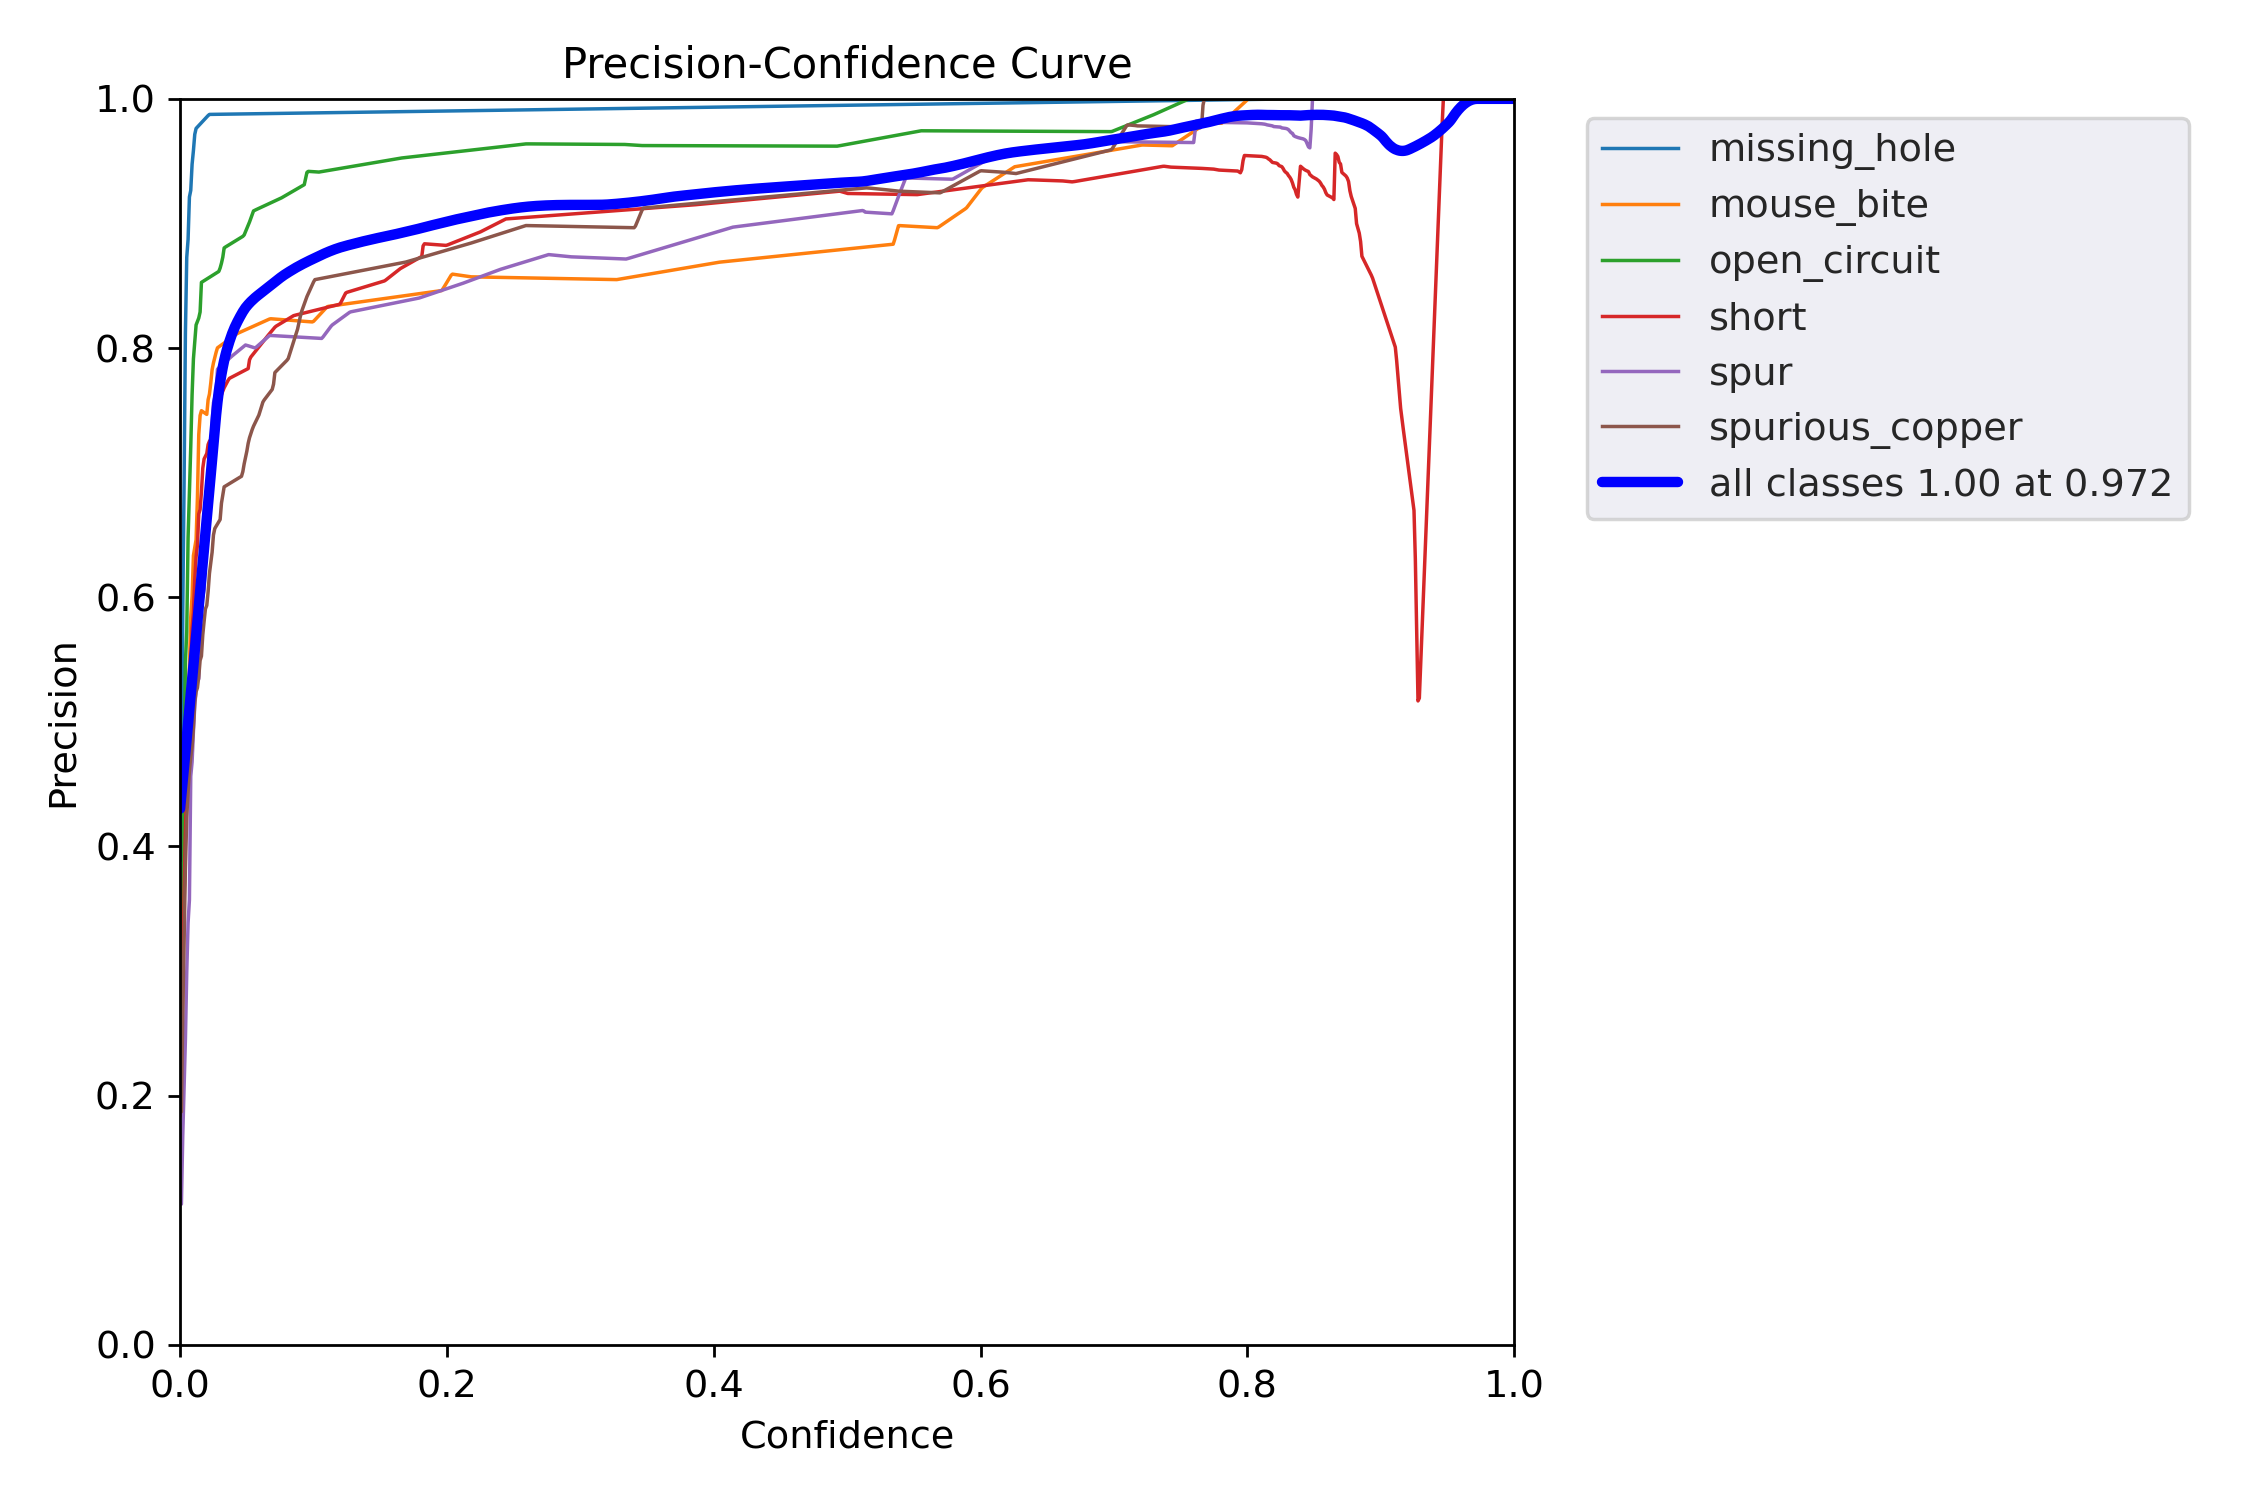 Precision-Confidence Curve
1.0
0.8
0.6
0.4
0.2
0.0
Precision
0.0 0.2 0.4 0.6 0.8 1.0
Confidence
missing_hole
mouse_bite
open_circuit
short
spur
spurious_copper
all classes 1.00 at 0.972